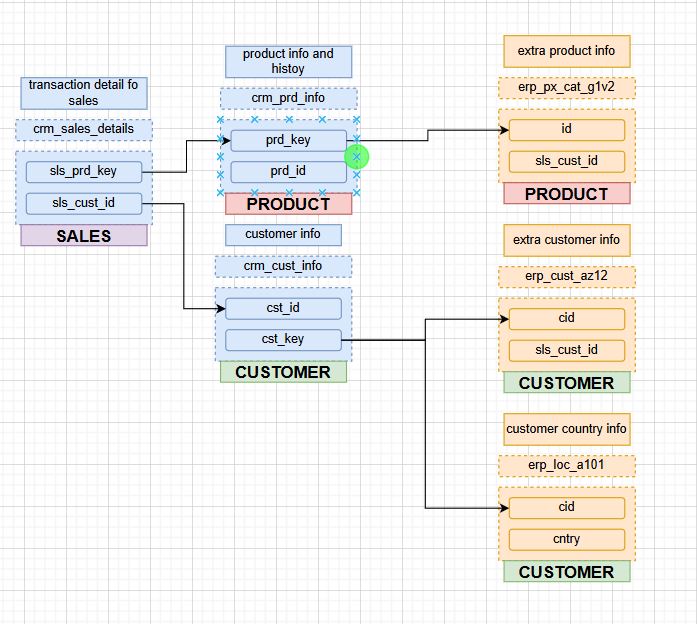 transaction detail fo
sales
crm_sales_details
sls_prd_key
sls_cust_id
SALES
product info and
histoy
crm_prd_info
prd_key
prd_id
PRODUCT
customer info
crm_cust_info
cst_id
cst_key
CUSTOMER
extra product info
erp_px_cat_g1v2
id
sls_cust_id
PRODUCT
extra customer info
erp_cust_az12
cid
sls_cust_id
CUSTOMER
customer country info
erp_loc_a101
cid
cntry
CUSTOMER